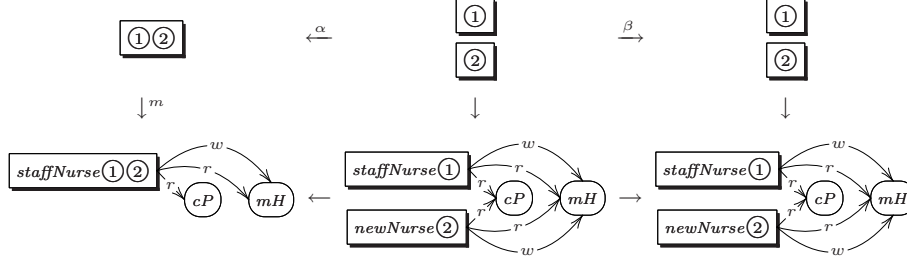 ① ① 
①② α β
② ②
m
w w w
staffNurse①② staffNurse① staffNurse①
r r r
r r r
cP mH cP mH cP mH
r r
newNurse② r newNurse② r
w w